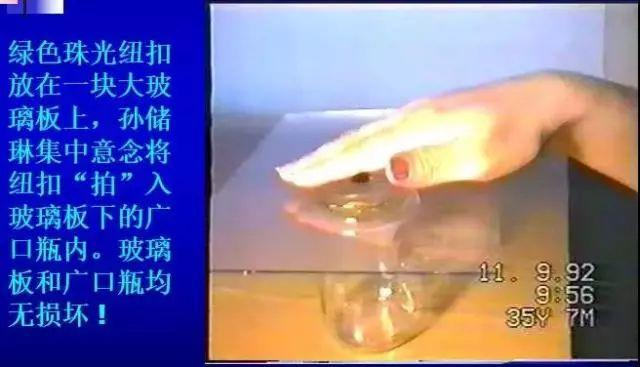 绿色珠光纽扣
放在一块大玻
璃板上，孙储
琳集中意念将
纽扣“拍”入
玻璃板下的广
口瓶内。玻璃
板和广口瓶均
无损坏！
11. 9.92
9:56
35Y 7M